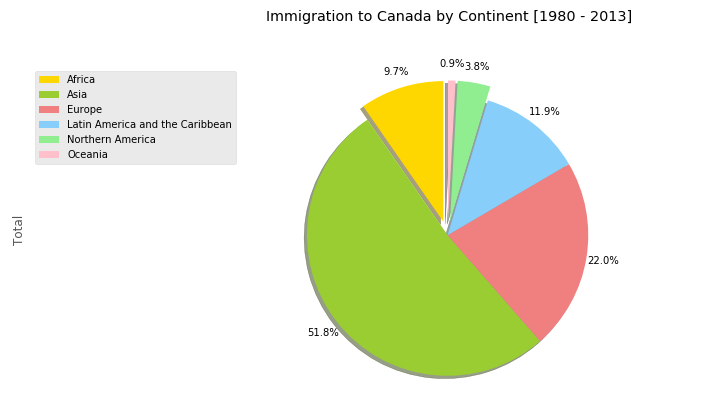 Immigration to Canada by Continent [1980 - 2013]
Africa
Asia
Europe
Latin America and the Caribbean
Northern America
Oceania
Total
9.7%
0.9%
3.8%
11.9%
22.0%
51.8%